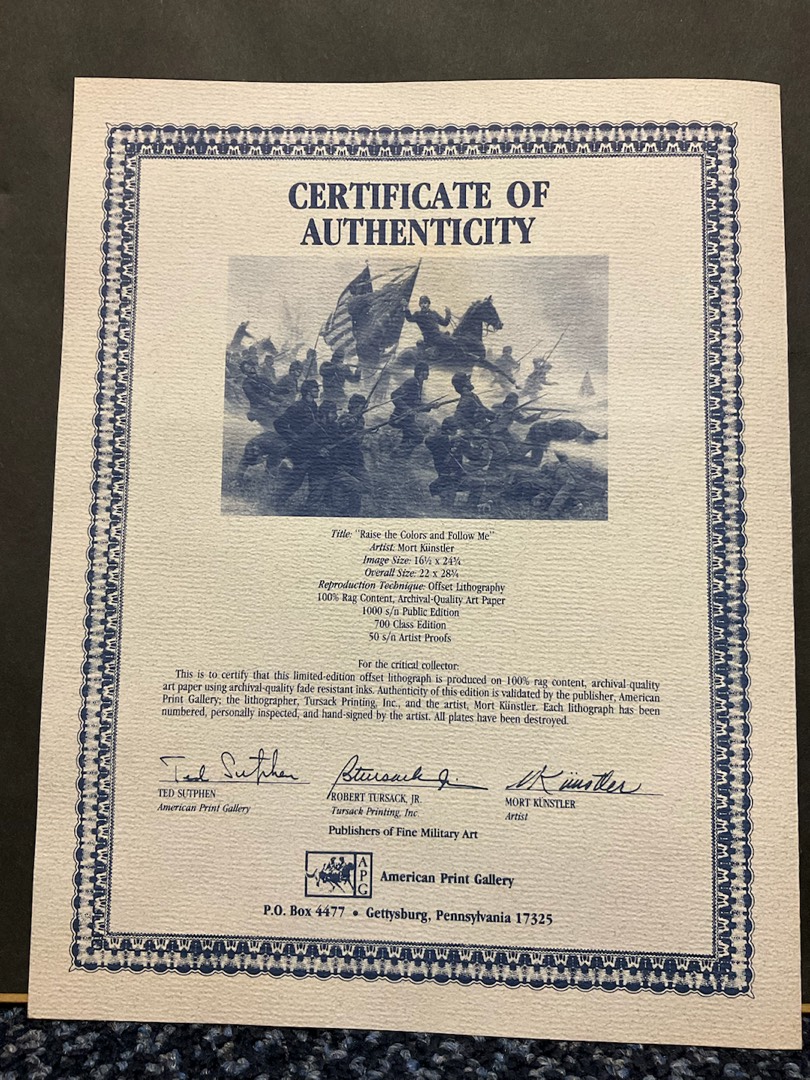 CERTIFICATE OF
AUTHENTICITY
Title: "Raise the Colors and Follow Me"
Artist: Mort Künstler
Image Size: 16½ x 24¾
Overall Size: 22 x 28¾
Reproduction Technique: Offset Lithography
100% Rag Content, Archival-Quality Art Paper
1000 s/n Public Edition
700 Class Edition
50 s/n Artist Proofs
For the critical collector:
This is to certify that this limited-edition offset lithograph is produced on 100% rag content, archival-quality
art paper using archival-quality fade resistant inks. Authenticity of this edition is validated by the publisher, American
Print Gallery; the lithographer, Tursack Printing, Inc., and the artist, Mort Künstler. Each lithograph has been
numbered, personally inspected, and hand-signed by the artist. All plates have been destroyed.
Ted Sutphen RTursack Jr. MKünstler
TED SUTPHEN ROBERT TURSACK, JR. MORT KÜNSTLER
American Print Gallery Tursack Printing, Inc. Artist
Publishers of Fine Military Art
APG American Print Gallery
P.O. Box 4477 • Gettysburg, Pennsylvania 17325